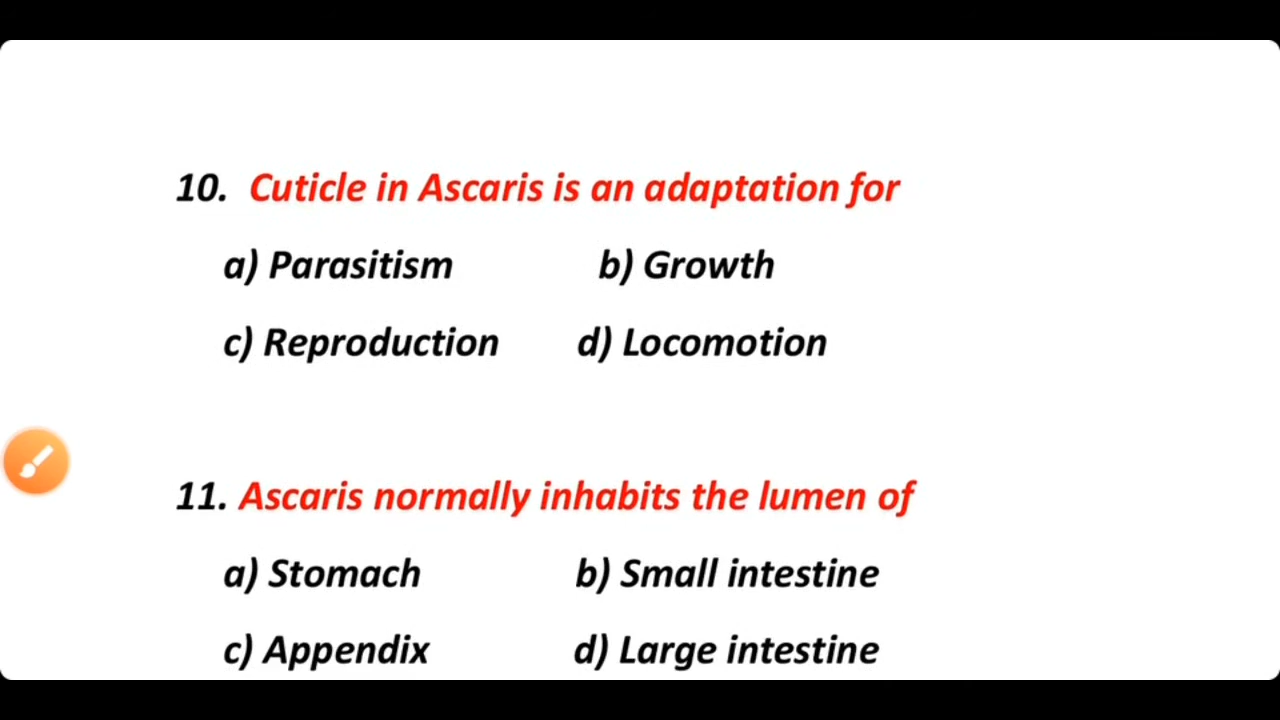 10. Cuticle in Ascaris is an adaptation for
a) Parasitism b) Growth
c) Reproduction d) Locomotion
11. Ascaris normally inhabits the lumen of
a) Stomach b) Small intestine
c) Appendix d) Large intestine